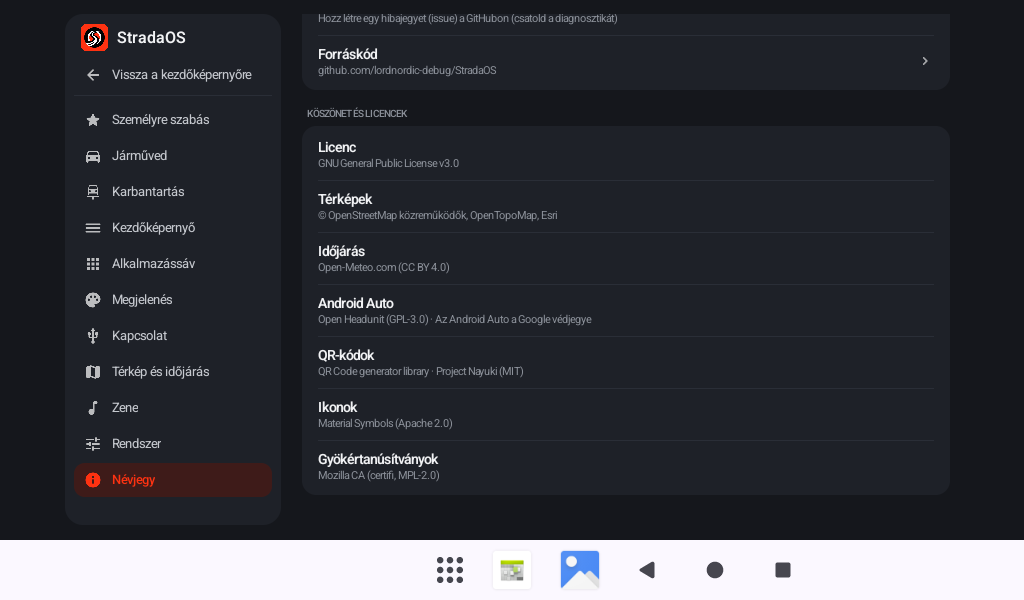 StradaOS
Vissza a kezdőképernyőre
Személyre szabás
Járműved
Karbantartás
Kezdőképernyő
Alkalmazássáv
Megjelenés
Kapcsolat
Térkép és időjárás
Zene
Rendszer
Névjegy
Hozz létre egy hibajegyet (issue) a GitHubon (csatold a diagnosztikát)
Forráskód
github.com/lordnordic-debug/StradaOS
KÖSZÖNET ÉS LICENCEK
Licenc
GNU General Public License v3.0
Térképek
© OpenStreetMap közreműködők, OpenTopoMap, Esri
Időjárás
Open-Meteo.com (CC BY 4.0)
Android Auto
Open Headunit (GPL-3.0) · Az Android Auto a Google védjegye
QR-kódok
QR Code generator library · Project Nayuki (MIT)
Ikonok
Material Symbols (Apache 2.0)
Gyökértanúsítványok
Mozilla CA (certifi, MPL-2.0)